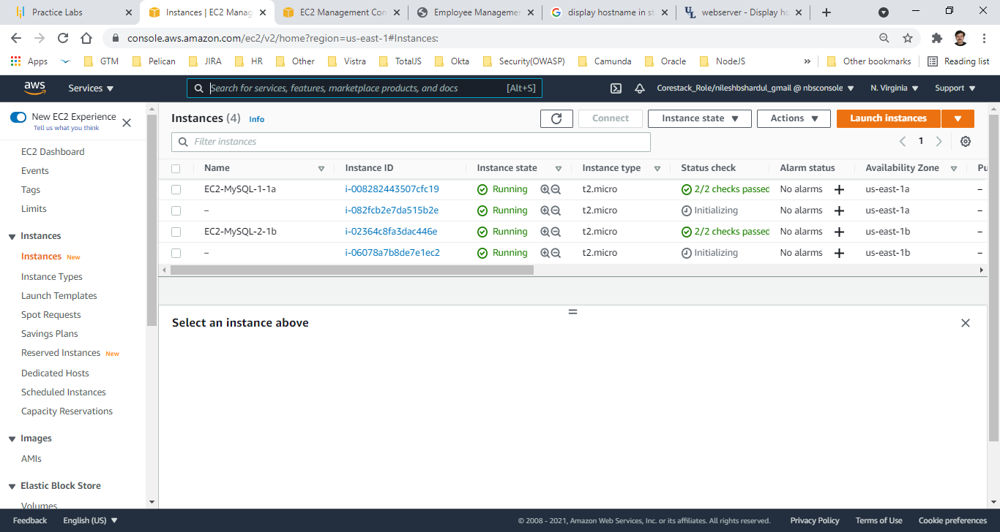 Practice Labs
Instances | EC2 Manag
EC2 Management Con
Employee Managemen
display hostname in st
webserver - Display ho
console.aws.amazon.com/ec2/v2/home?region=us-east-1#Instances:
Apps GTM Pelican JIRA HR Other Vistra TotalJS Okta Security(OWASP) Camunda Oracle NodeJS » Other bookmarks Reading list
aws Services Search for services, features, marketplace products, and docs [Alt+S] Corestack_Role/nileshbshardul_gmail @ nbsconsole N. Virginia Support
New EC2 Experience
Tell us what you think
EC2 Dashboard
Events
Tags
Limits
Instances
Instances New
Instance Types
Launch Templates
Spot Requests
Savings Plans
Reserved Instances New
Dedicated Hosts
Scheduled Instances
Capacity Reservations
Images
AMIs
Elastic Block Store
Volumes
Instances (4) Info Connect Instance state Actions Launch instances
Filter instances 1
Name Instance ID Instance state Instance type Status check Alarm status Availability Zone Pu
EC2-MySQL-1-1a i-008282443507cfc19 Running t2.micro 2/2 checks passed No alarms + us-east-1a –
– i-082fcb2e7da515b2e Running t2.micro Initializing No alarms + us-east-1a –
EC2-MySQL-2-1b i-02364c8fa3dac446e Running t2.micro 2/2 checks passed No alarms + us-east-1b –
– i-06078a7b8de7e1ec2 Running t2.micro Initializing No alarms + us-east-1b –
Select an instance above
Feedback English (US) © 2008 - 2021, Amazon Web Services, Inc. or its affiliates. All rights reserved. Privacy Policy Terms of Use Cookie preferences